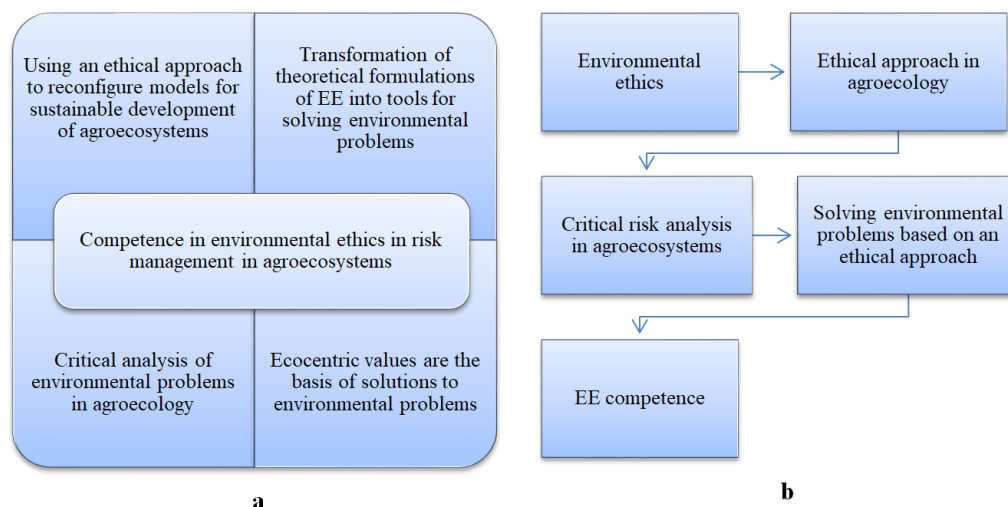 Using an ethical approach
to reconfigure models for
sustainable development
of agroecosystems
Transformation of
theoretical formulations
of EE into tools for
solving environmental
problems
Competence in environmental ethics in risk
management in agroecosystems
Critical analysis of
environmental problems
in agroecology
Ecocentric values are the
basis of solutions to
environmental problems
a
Environmental
ethics
Ethical approach in
agroecology
Critical risk analysis
in agroecosystems
Solving environmental
problems based on an
ethical approach
EE competence
b